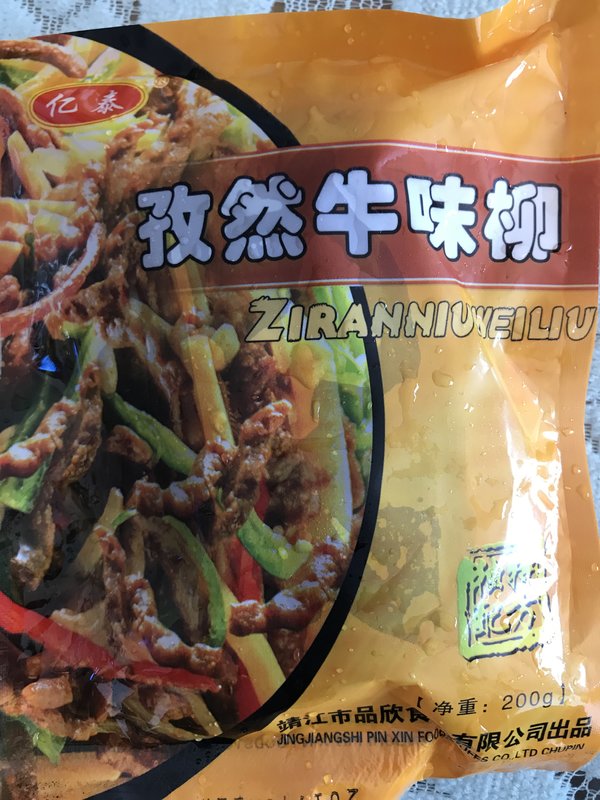 亿泰
孜然牛味柳
ZIRANNIUWEILIU
[净重: 200g]
靖江市品欣食 有限公司出品
JINGJIANGSHI PIN XIN FOO ES CO.,LTD CHUPIN